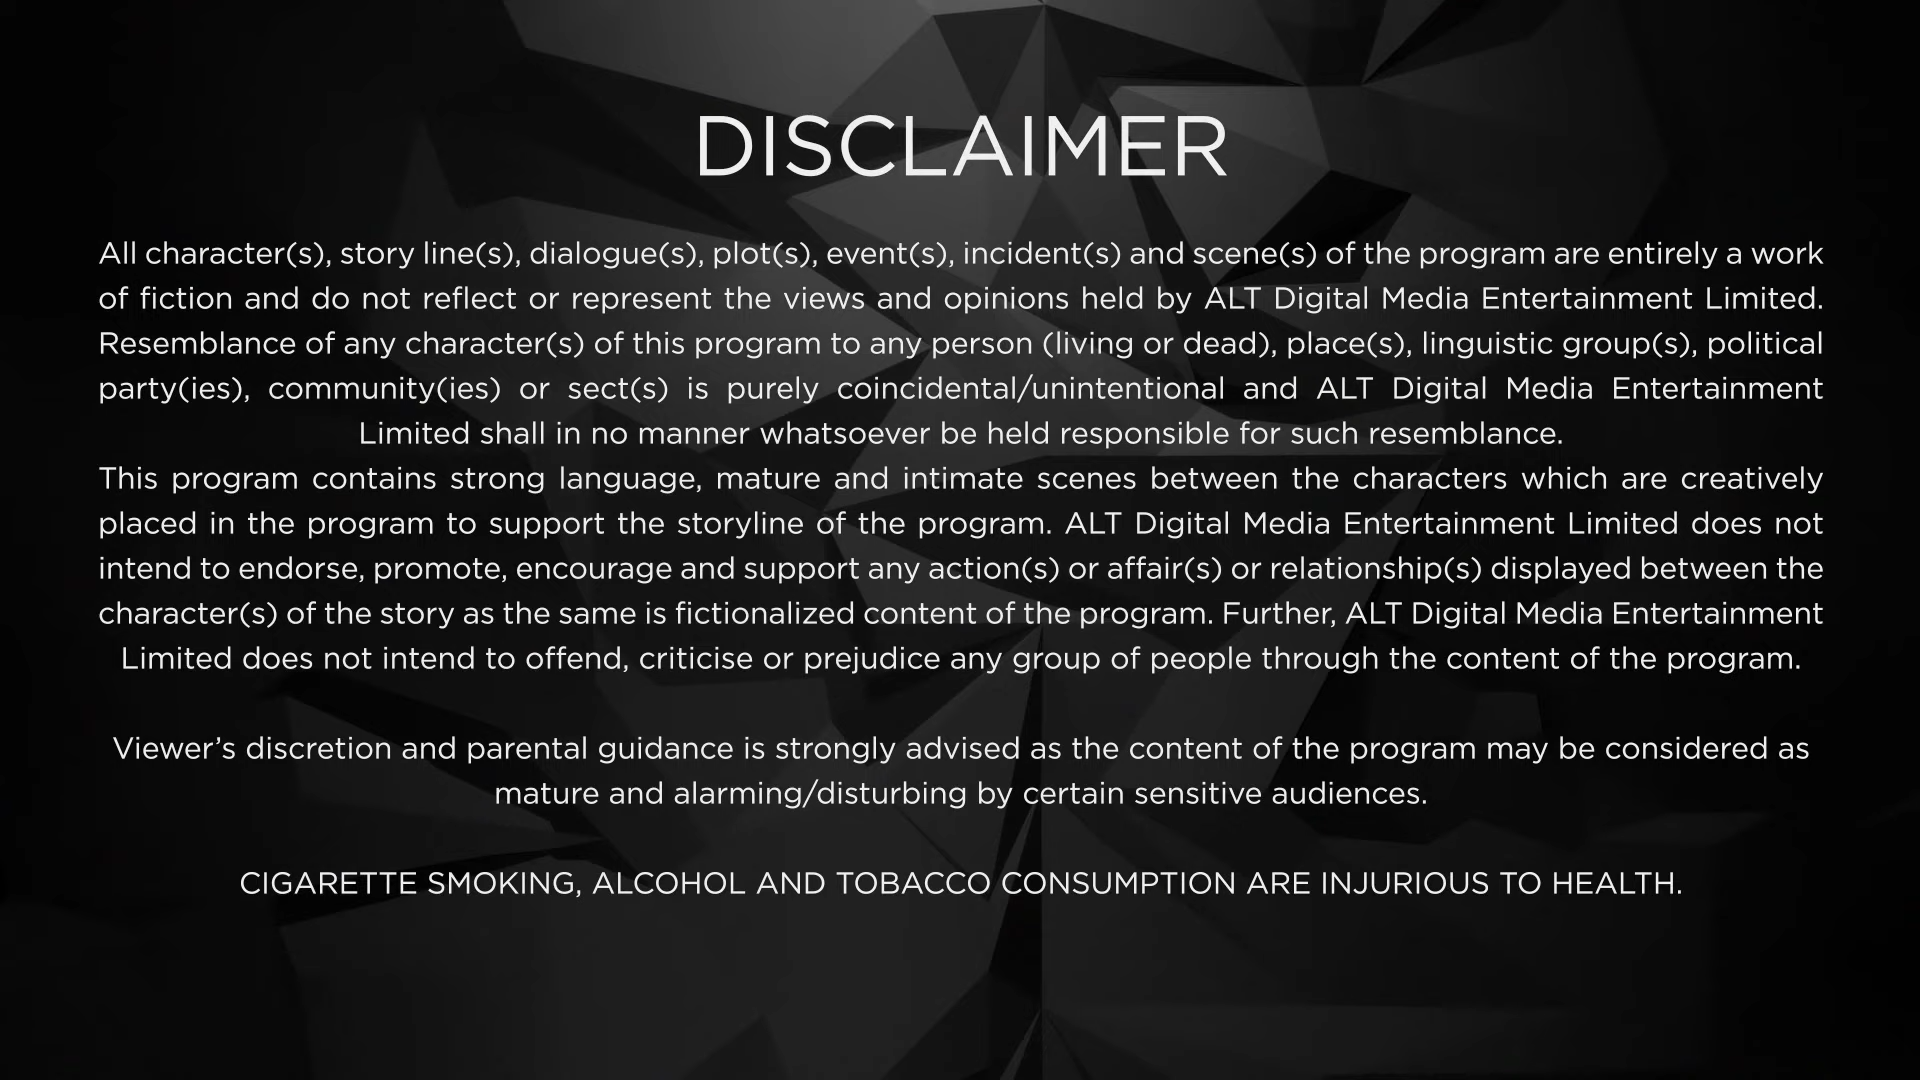 DISCLAIMER
All character(s), story line(s), dialogue(s), plot(s), event(s), incident(s) and scene(s) of the program are entirely a work
of fiction and do not reflect or represent the views and opinions held by ALT Digital Media Entertainment Limited.
Resemblance of any character(s) of this program to any person (living or dead), place(s), linguistic group(s), political
party(ies), community(ies) or sect(s) is purely coincidental/unintentional and ALT Digital Media Entertainment
Limited shall in no manner whatsoever be held responsible for such resemblance.
This program contains strong language, mature and intimate scenes between the characters which are creatively
placed in the program to support the storyline of the program. ALT Digital Media Entertainment Limited does not
intend to endorse, promote, encourage and support any action(s) or affair(s) or relationship(s) displayed between the
character(s) of the story as the same is fictionalized content of the program. Further, ALT Digital Media Entertainment
Limited does not intend to offend, criticise or prejudice any group of people through the content of the program.
Viewer’s discretion and parental guidance is strongly advised as the content of the program may be considered as
mature and alarming/disturbing by certain sensitive audiences.
CIGARETTE SMOKING, ALCOHOL AND TOBACCO CONSUMPTION ARE INJURIOUS TO HEALTH.